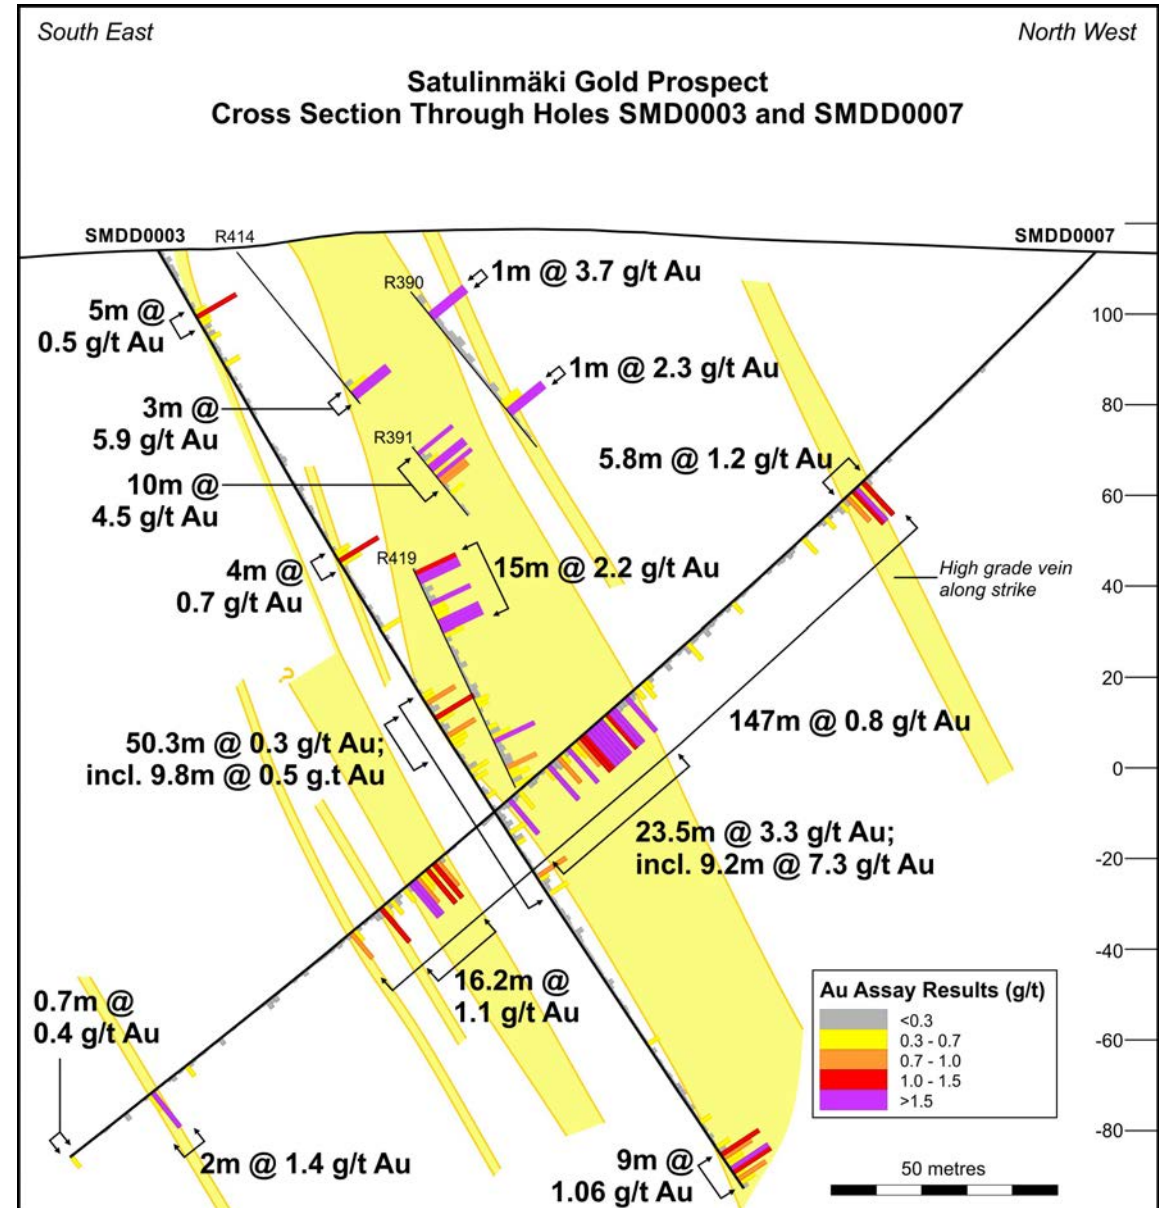 South East
North West
Satulinmäki Gold Prospect
Cross Section Through Holes SMD0003 and SMDD0007
SMDD0003
R414
SMDD0007
R390
1m @ 3.7 g/t Au
5m @
0.5 g/t Au
100
1m @ 2.3 g/t Au
80
3m @
5.9 g/t Au
R391
5.8m @ 1.2 g/t Au
10m @
4.5 g/t Au
60
R419
15m @ 2.2 g/t Au
4m @
0.7 g/t Au
High grade vein
along strike
40
?
20
147m @ 0.8 g/t Au
50.3m @ 0.3 g/t Au;
incl. 9.8m @ 0.5 g.t Au
0
23.5m @ 3.3 g/t Au;
incl. 9.2m @ 7.3 g/t Au
-20
-40
16.2m @
1.1 g/t Au
0.7m @
0.4 g/t Au
Au Assay Results (g/t)
<0.3
0.3 - 0.7
0.7 - 1.0
1.0 - 1.5
>1.5
-60
-80
2m @ 1.4 g/t Au
9m @
1.06 g/t Au
50 metres